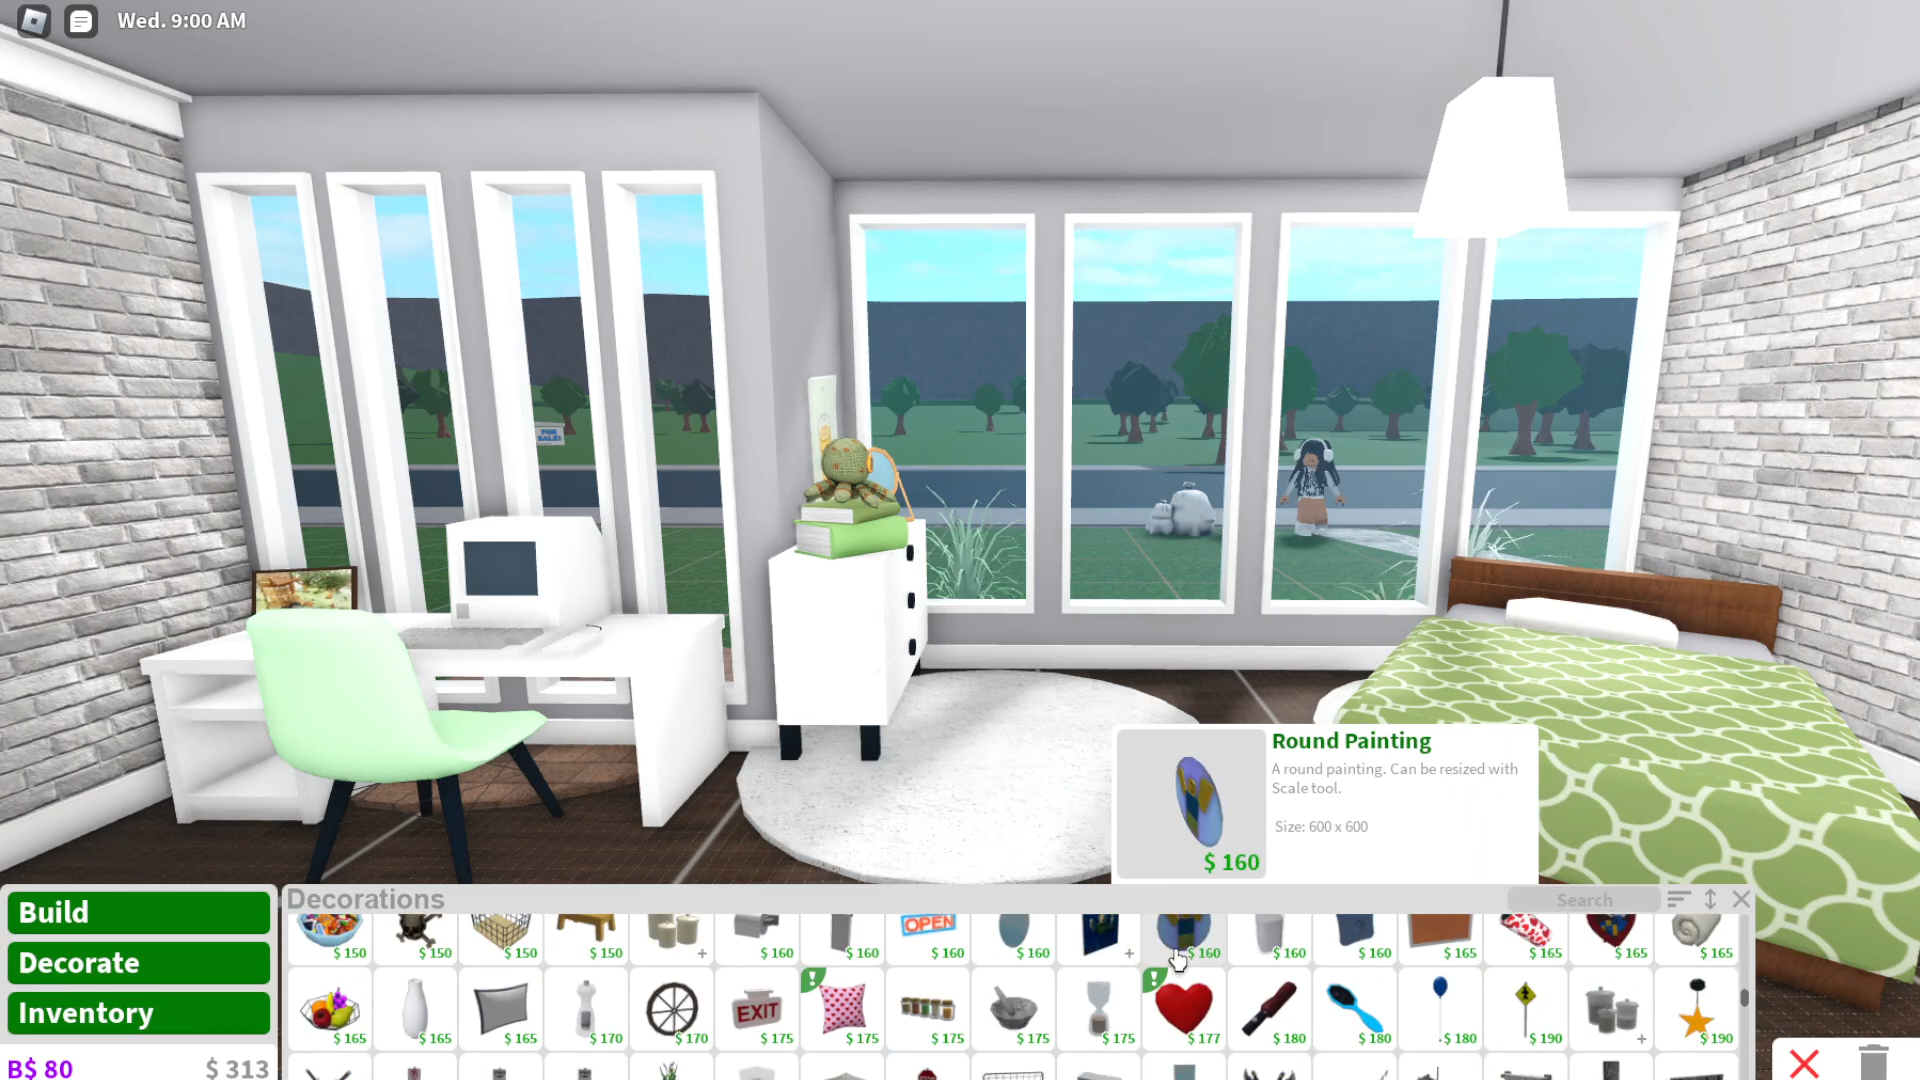 Wed. 9:00 AM
FOR
SALE!
Round Painting
A round painting. Can be resized with
Scale tool.
Size: 600 x 600
$ 160
Build
Decorate
Inventory
B$ 80
$ 313
Decorations
Search
OPEN
$ 150
$ 150
$ 150
$ 150
+
$ 160
$ 160
$ 160
$ 160
+
$ 160
$ 160
$ 160
$ 165
$ 165
$ 165
$ 165
EXIT
$ 165
$ 165
$ 165
$ 170
$ 170
$ 175
$ 175
$ 175
$ 175
$ 175
$ 177
$ 180
$ 180
$ 180
$ 190
+
$ 190